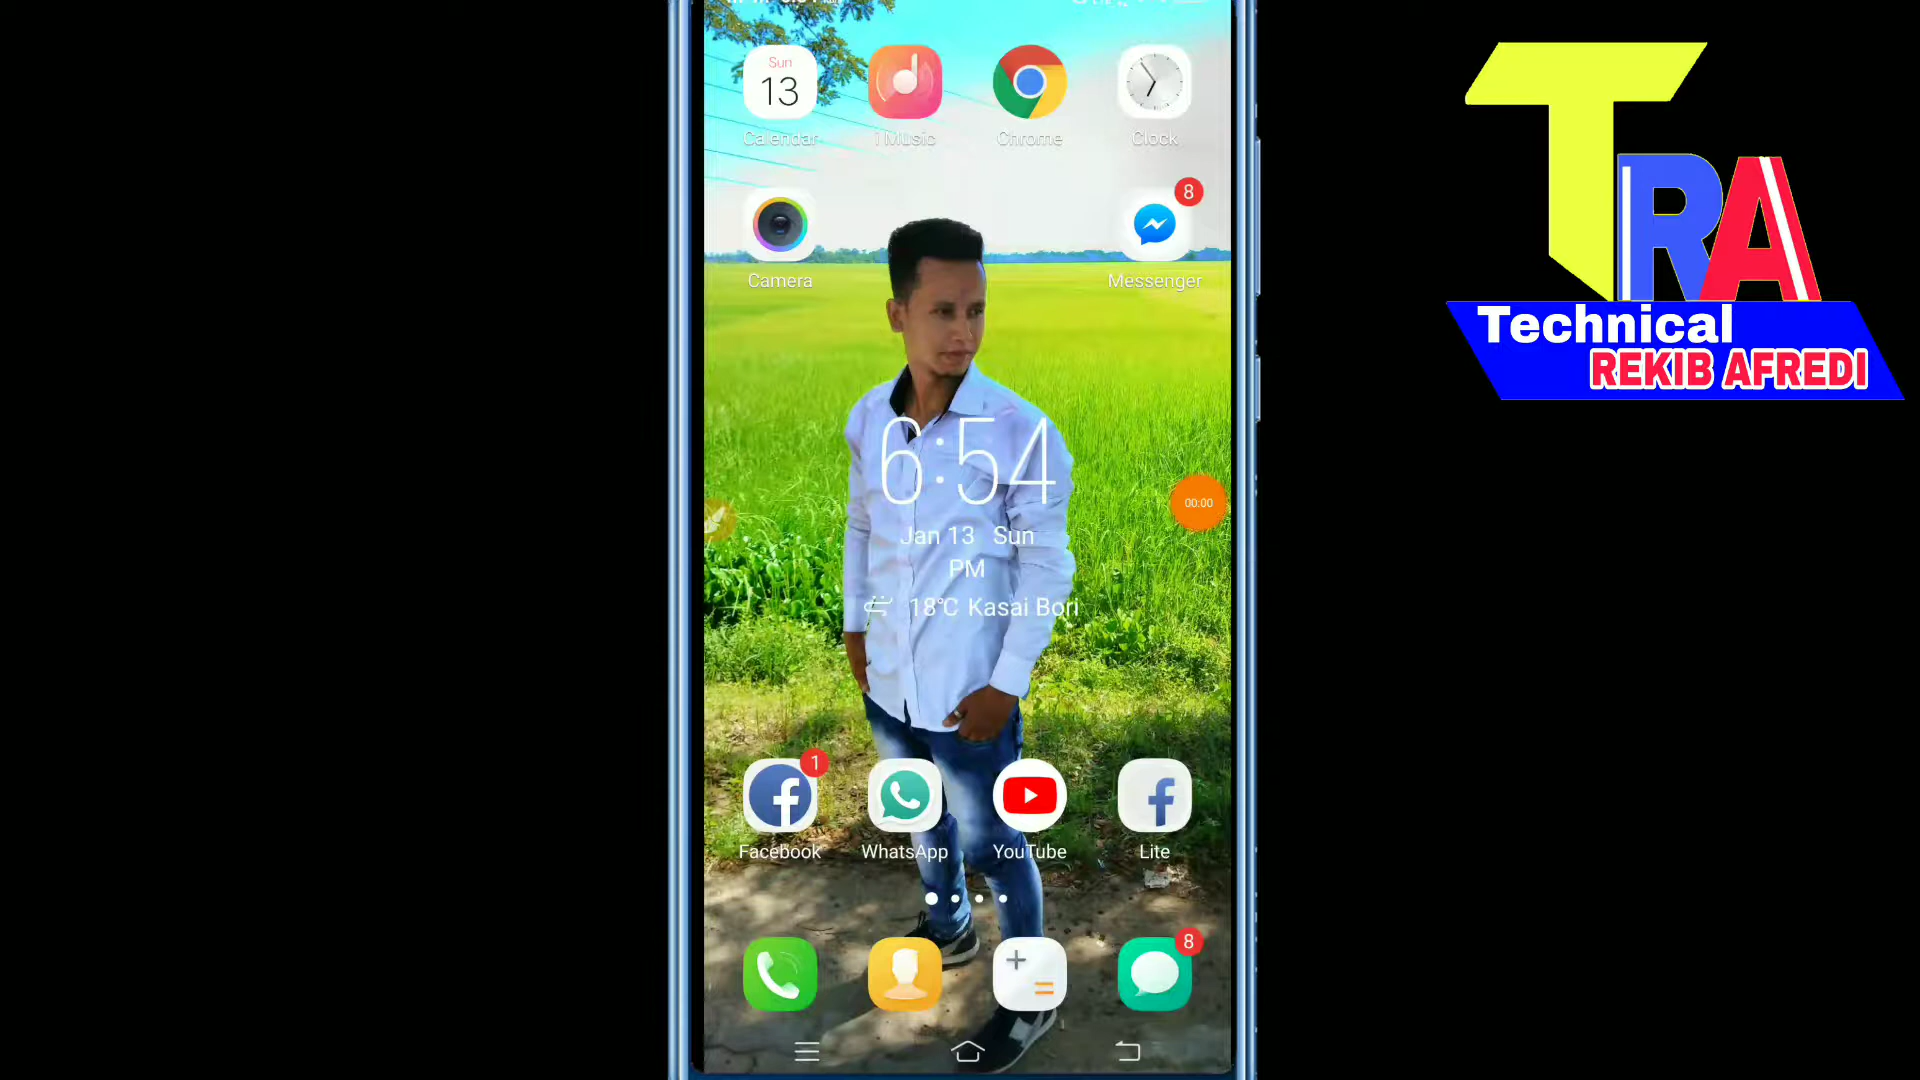 Sun
13
Calendar
i Music
Chrome
Clock
8
Camera
Messenger
TRA
Technical
REKIB AFREDI
6:54
00:00
Jan 13 Sun
PM
18°C Kasai Bori
1
Facebook
WhatsApp
YouTube
Lite
8